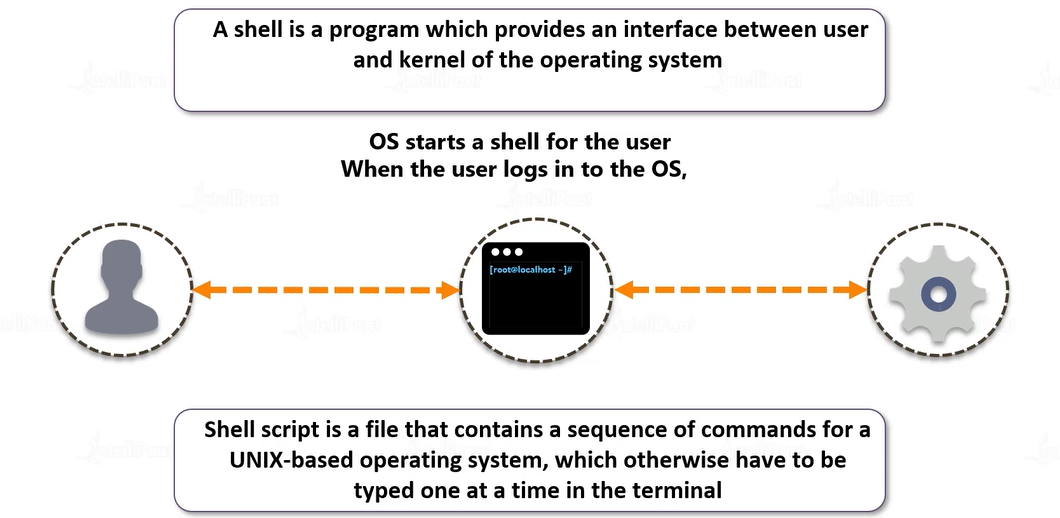 A shell is a program which provides an interface between user
and kernel of the operating system
OS starts a shell for the user
When the user logs in to the OS,
[root@localhost ~]#
Shell script is a file that contains a sequence of commands for a
UNIX-based operating system, which otherwise have to be
typed one at a time in the terminal